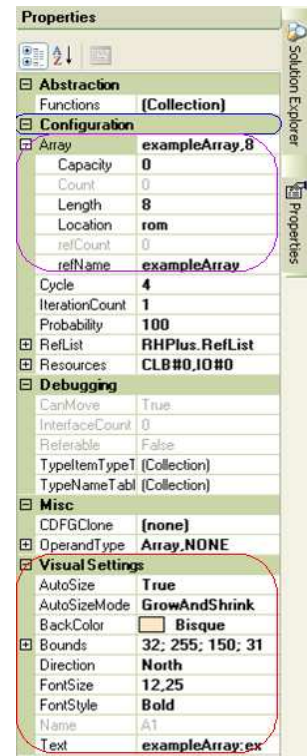 Properties
Abstraction
Functions (Collection)
Configuration
Array exampleArray,8
Capacity 0
Count 0
Length 8
Location rom
refCount 0
refName exampleArray
Cycle 4
IterationCount 1
Probability 100
RefList RHPlus.RefList
Resources CLB#0,IO#0
Debugging
CanMove True
InterfaceCount 0
Referable False
TypeItemTypeT (Collection)
TypeNameTabl (Collection)
Misc
CDFGClone (none)
OperandType Array,NONE
Visual Settings
AutoSize True
AutoSizeMode GrowAndShrink
BackColor Bisque
Bounds 32; 255; 150; 31
Direction North
FontSize 12,25
FontStyle Bold
Name A1
Text exampleArray:ex
Solution Explorer
Properties